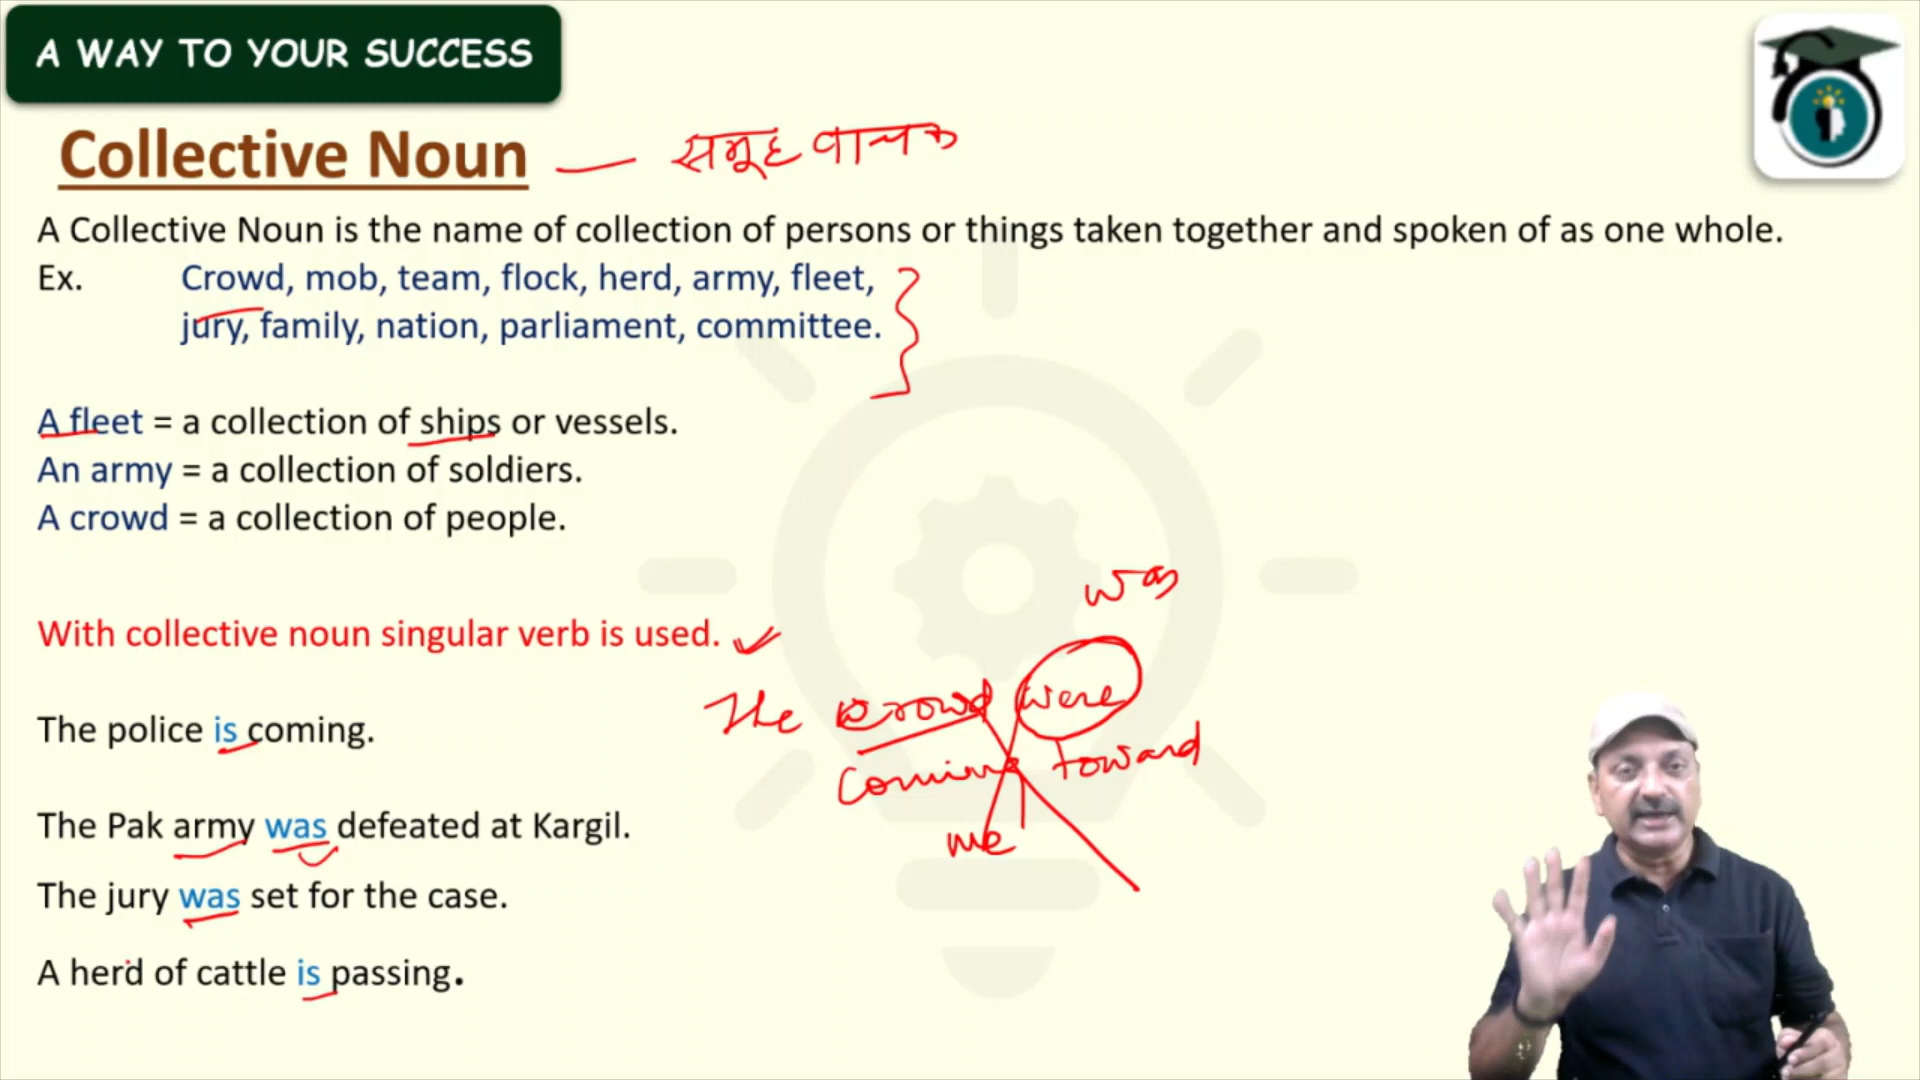 A WAY TO YOUR SUCCESS
Collective Noun — समूह वाचक
A Collective Noun is the name of collection of persons or things taken together and spoken of as one whole.
Ex. Crowd, mob, team, flock, herd, army, fleet,
jury, family, nation, parliament, committee.
A fleet = a collection of ships or vessels.
An army = a collection of soldiers.
A crowd = a collection of people.
was
With collective noun singular verb is used.
The crowd were
coming toward
me
The police is coming.
The Pak army was defeated at Kargil.
The jury was set for the case.
A herd of cattle is passing.